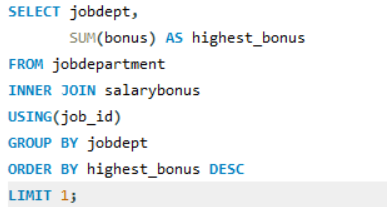 SELECT jobdept,
SUM(bonus) AS highest_bonus
FROM jobdepartment
INNER JOIN salarybonus
USING(job_id)
GROUP BY jobdept
ORDER BY highest_bonus DESC
LIMIT 1;